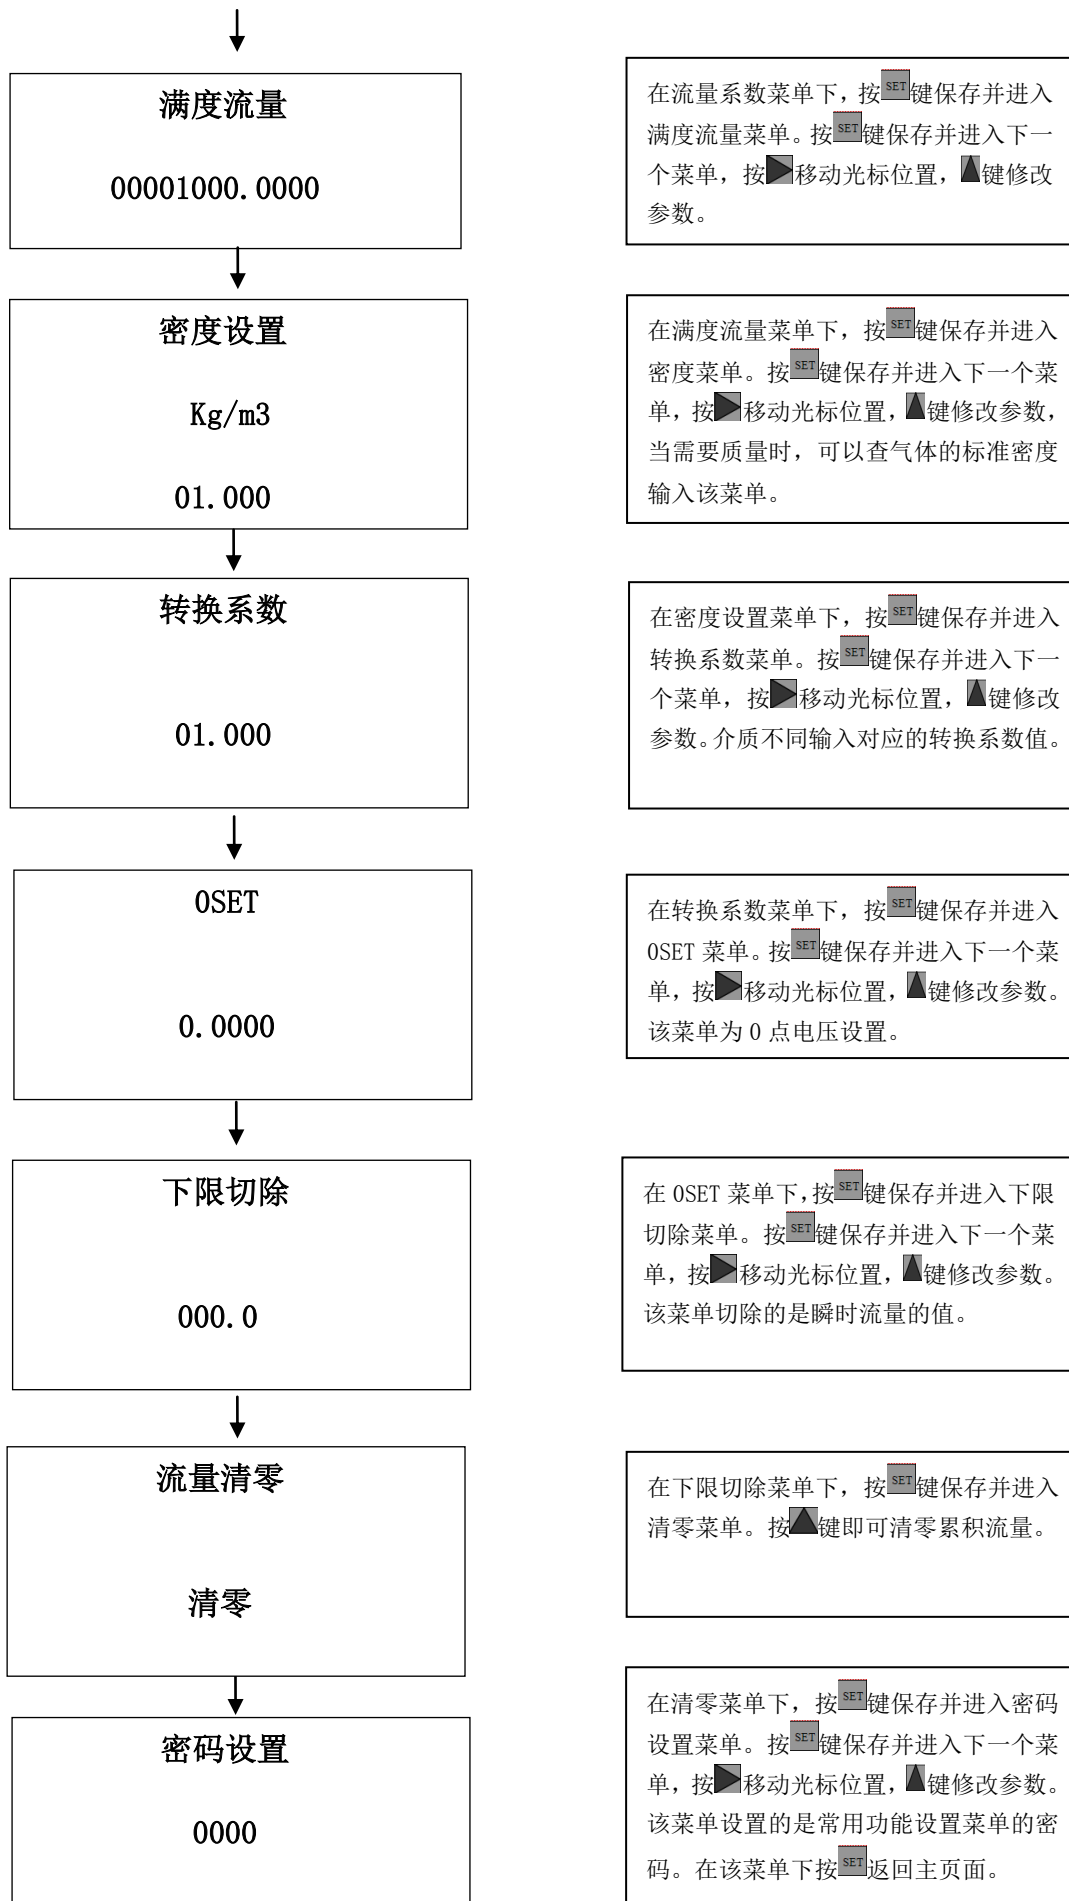 满度流量
00001000.0000
在流量系数菜单下，按SET键保存并进入
满度流量菜单。按SET键保存并进入下一
个菜单，按移动光标位置，键修改
参数。
密度设置
Kg/m3
01.000
在满度流量菜单下，按SET键保存并进入
密度菜单。按SET键保存并进入下一个菜
单，按移动光标位置，键修改参数，
当需要质量时，可以查气体的标准密度
输入该菜单。
转换系数
01.000
在密度设置菜单下，按SET键保存并进入
转换系数菜单。按SET键保存并进入下一
个菜单，按移动光标位置，键修改
参数。介质不同输入对应的转换系数值。
0SET
0.0000
在转换系数菜单下，按SET键保存并进入
0SET 菜单。按SET键保存并进入下一个菜
单，按移动光标位置，键修改参数。
该菜单为 0 点电压设置。
下限切除
000.0
在 0SET 菜单下，按SET键保存并进入下限
切除菜单。按SET键保存并进入下一个菜
单，按移动光标位置，键修改参数。
该菜单切除的是瞬时流量的值。
流量清零
清零
在下限切除菜单下，按SET键保存并进入
清零菜单。按键即可清零累积流量。
密码设置
0000
在清零菜单下，按SET键保存并进入密码
设置菜单。按SET键保存并进入下一个菜
单，按移动光标位置，键修改参数。
该菜单设置的是常用功能设置菜单的密
码。在该菜单下按SET返回主页面。